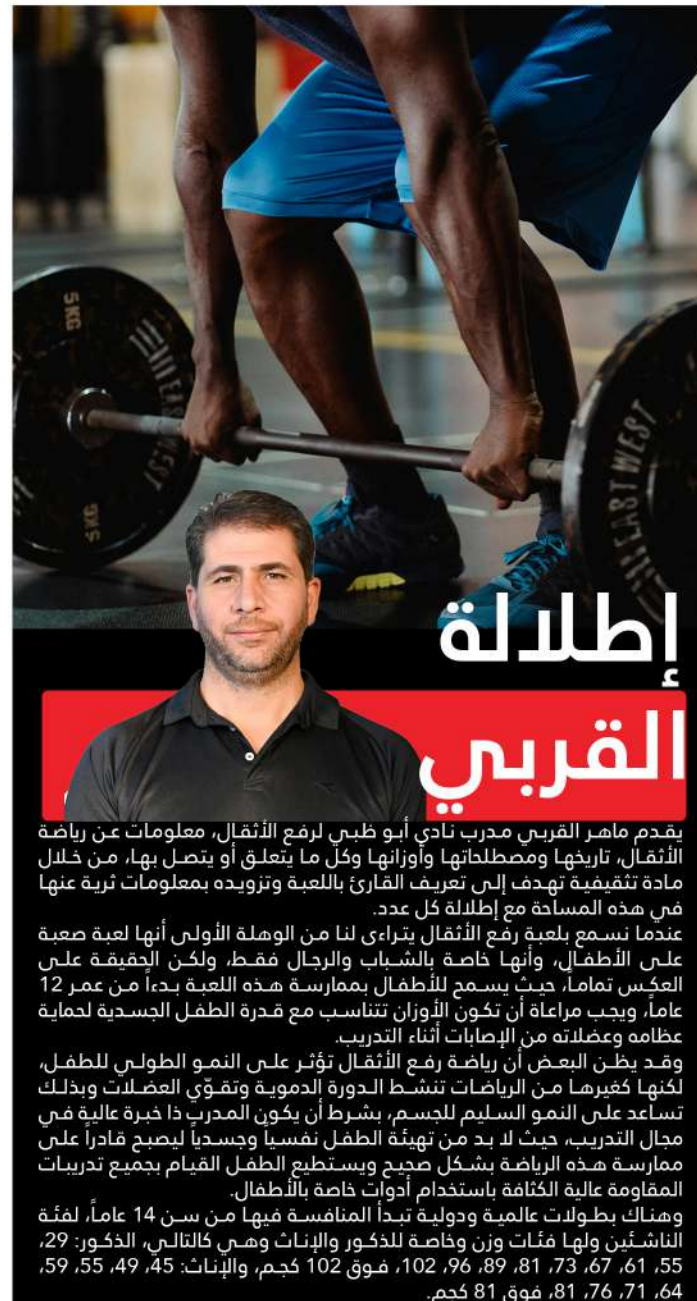 5 KG
EAST WEST
5 KG
EAST WEST
إطلالة
القربي
يقدم ماهر القربي مدرب نادي أبو ظبي لرفع الأثقال، معلومات عن رياضة
الأثقال، تاريخها ومصطلحاتها وأوزانها وكل ما يتعلق أو يتصل بها، من خلال
مادة تثقيفية تهدف إلى تعريف القارئ باللعبة وتزويده بمعلومات ثرية عنها
في هذه المساحة مع إطلالة كل عدد.
عندما نسمع بلعبة رفع الأثقال يتراءى لنا من الوهلة الأولى أنها لعبة صعبة
على الأطفال، وأنها خاصة بالشباب والرجال فقط، ولكن الحقيقة على
العكس تماماً، حيث يسمح للأطفال بممارسة هذه اللعبة بدءاً من عمر 12
عاماً، ويجب مراعاة أن تكون الأوزان تتناسب مع قدرة الطفل الجسدية لحماية
عظامه وعضلاته من الإصابات أثناء التدريب.
وقد يظن البعض أن رياضة رفع الأثقال تؤثر على النمو الطولي للطفل،
لكنها كغيرها من الرياضات تنشط الدورة الدموية وتقوّي العضلات وبذلك
تساعد على النمو السليم للجسم، بشرط أن يكون المدرب ذا خبرة عالية في
مجال التدريب، حيث لا بد من تهيئة الطفل نفسياً وجسدياً ليصبح قادراً على
ممارسة هذه الرياضة بشكل صحيح ويستطيع الطفل القيام بجميع تدريبات
المقاومة عالية الكثافة باستخدام أدوات خاصة بالأطفال.
وهناك بطولات عالمية ودولية تبدأ المنافسة فيها من سن 14 عاماً، لفئة
الناشئين ولها فئات وزن وخاصة للذكور والإناث وهي كالتالي، الذكور: 29،
55، 61، 67، 73، 81، 89، 96، 102، فوق 102 كجم، والإناث: 45، 49، 55، 59،
64، 71، 76، 81، فوق 81 كجم.